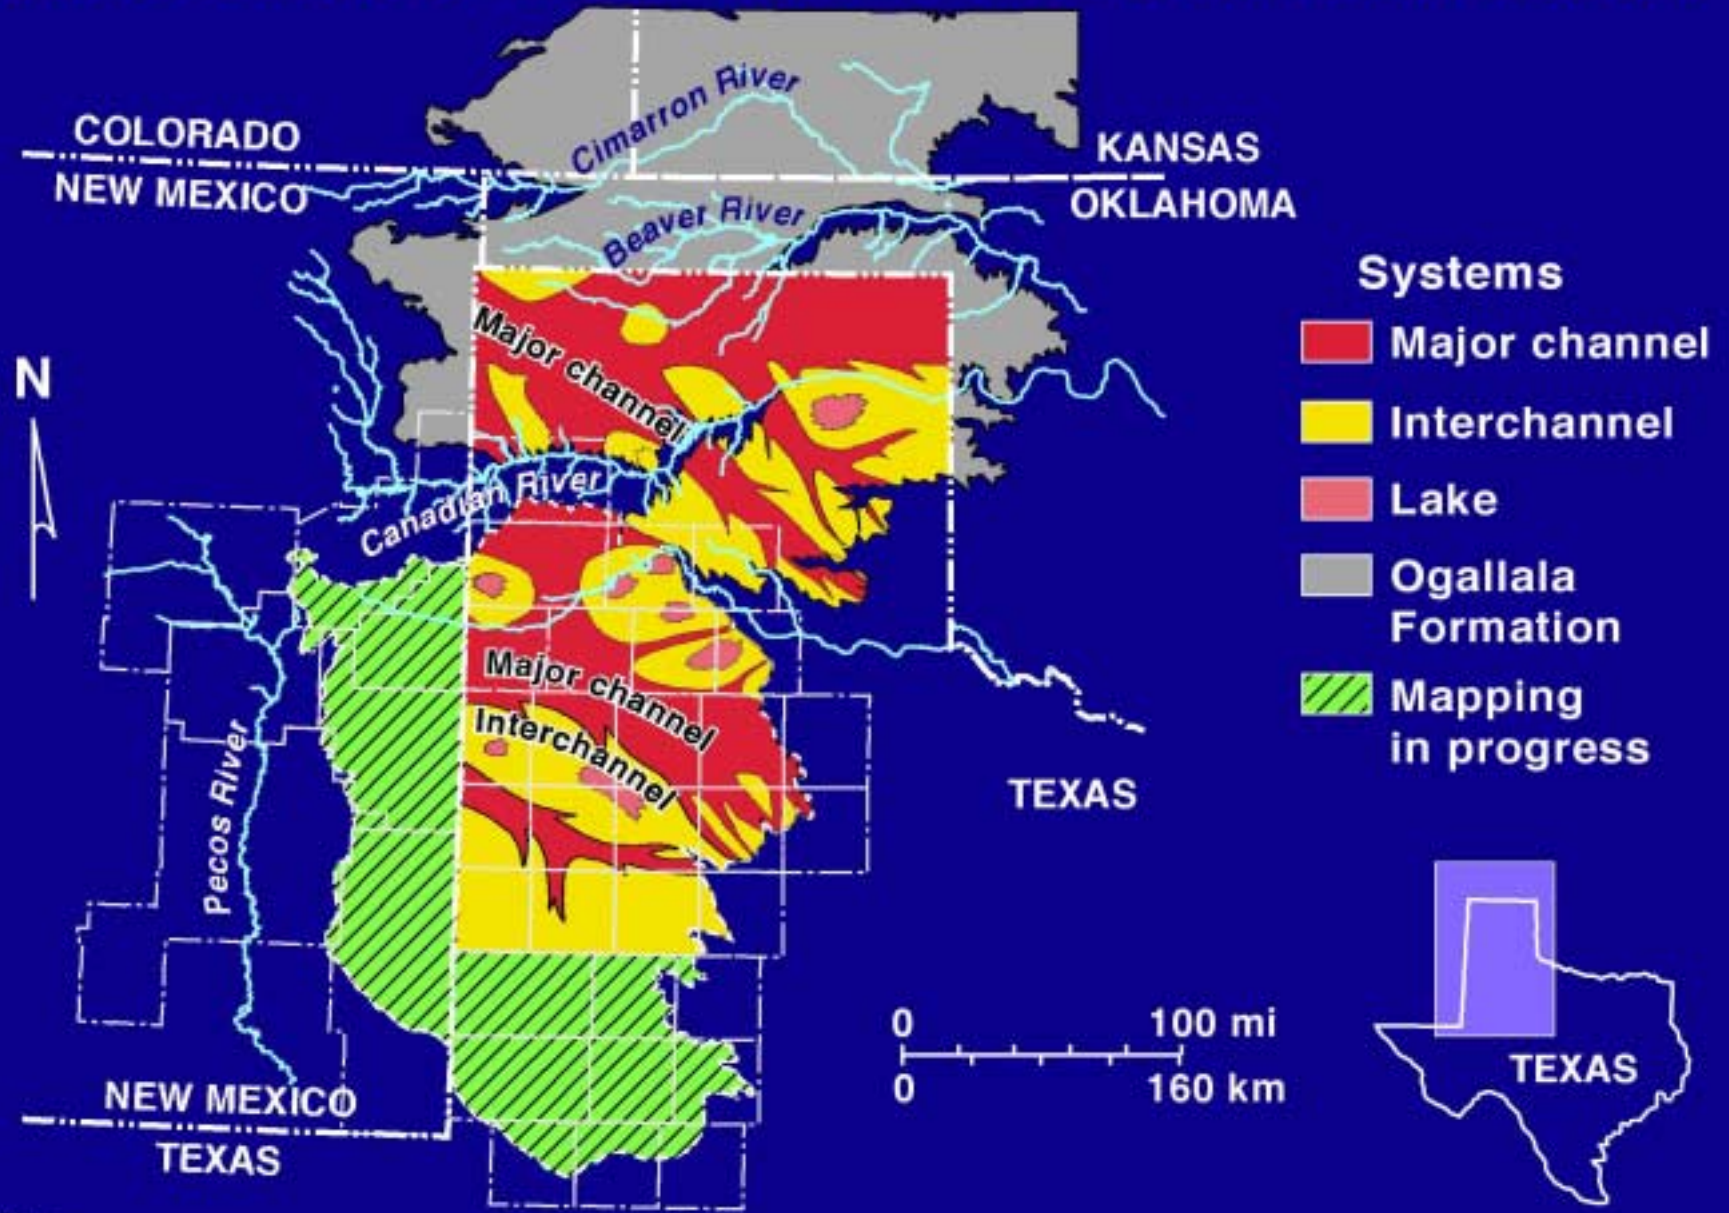 Cimarron River
COLORADO
KANSAS
NEW MEXICO
OKLAHOMA
Beaver River
Systems
Major channel
Major channel
Interchannel
N
Canadian River
Lake
Ogallala
Formation
Major channel
Mapping
in progress
Interchannel
Pecos River
TEXAS
0 100 mi
0 160 km
TEXAS
NEW MEXICO
TEXAS